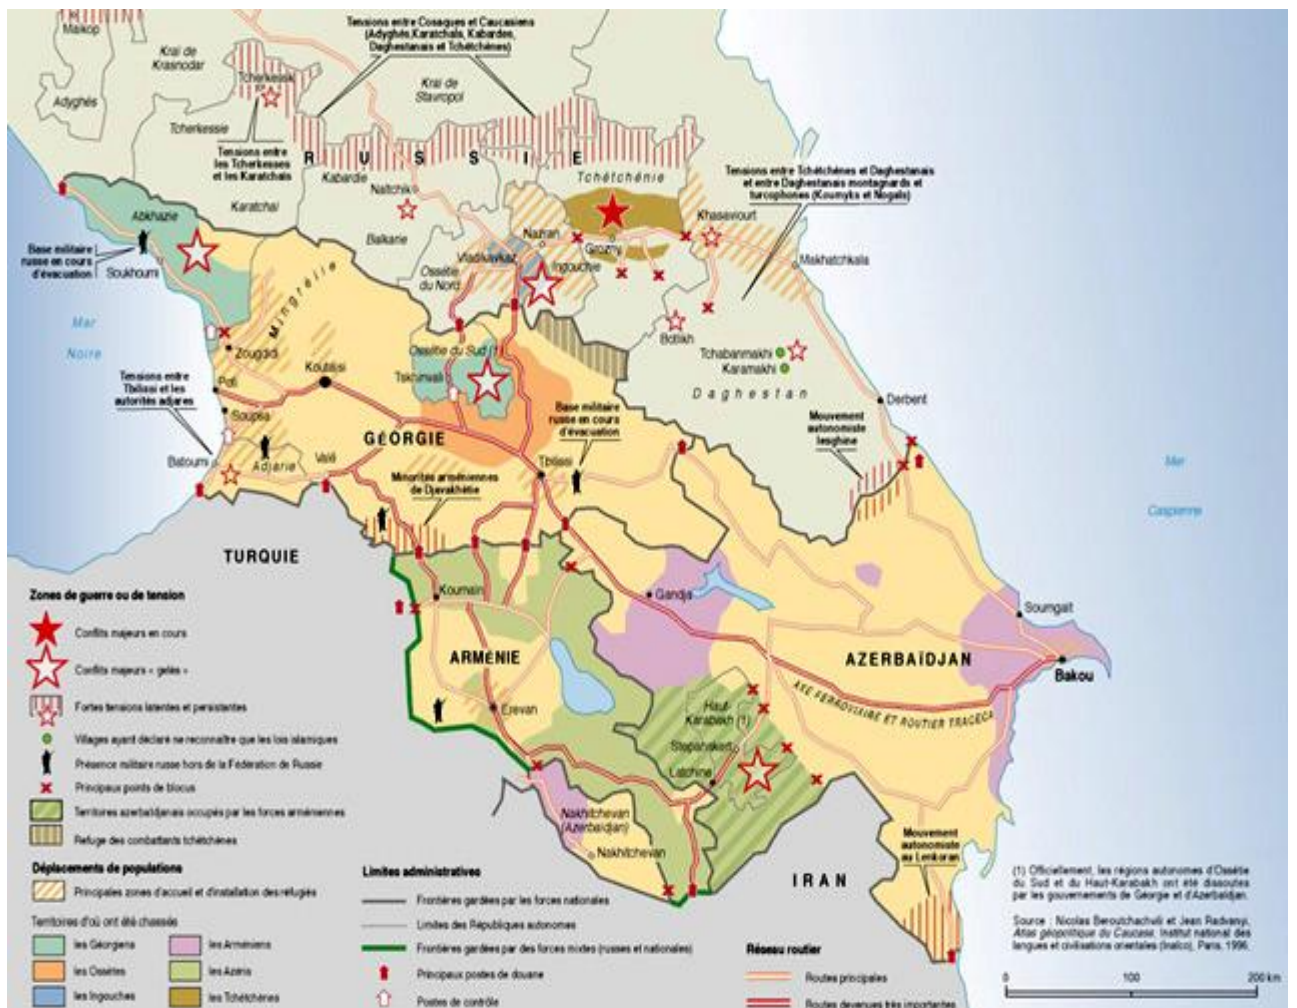 Maikop
Krai de
Krasnodar
Tensions entre Cosaques et Caucasiens
(Adyghés,Karatchaïs, Kabardes,
Daghestanais et Tchétchènes)
Tcherkessk
Krai de
Stavropol
Adyghés
Tcherkessie
Tensions entre
les Tcherkesses
et les Karatchaïs
RUSSIE
Kabardie
Naltchik
Tchétchénie
Tensions entre Tchétchènes et Daghestanais
et entre Daghestanais montagnards et
turcophones (Koumyks et Nogaïs)
Karatchaï
Abkhazie
Balkarie
Nazran
Khasaviourt
Base militaire
russe en cours
d'évacuation
Soukhoumi
Vladikavkaz
Grozny
Ingouchie
Makhatchkala
Ossétie
du Nord
Mingrélie
Mer
Noire
Botlikh
Zougdidi
Ossétie du Sud (1)
Tchabanmakhi
Karamakhi
Koutaïsi
Tskhinvali
Tensions entre
Tbilissi et les
autorités adjares
Poti
Daghestan
Derbent
Soupsa
Base militaire
russe en cours
d'évacuation
Mouvement
autonomiste
lesghine
GÉORGIE
Batoumi
Adjarie
Valé
Tbilissi
Mer
Caspienne
Minorités arméniennes
de Djavakhétie
TURQUIE
Zones de guerre ou de tension
Koumaïri
Gandja
Soumgaït
Conflits majeurs en cours
Conflits majeurs « gelés »
ARMÉNIE
AZERBAÏDJAN
Bakou
AXE FERROVIAIRE ET ROUTIER TRACECA
Fortes tensions latentes et persistantes
Erevan
Haut-
Karabakh (1)
Villages ayant déclaré ne reconnaître que les lois islamiques
Stepanakert
Présence militaire russe hors de la Fédération de Russie
Latchine
Principaux points de blocus
Territoires azerbaïdjanais occupés par les forces arméniennes
Nakhitchevan
(Azerbaïdjan)
Refuge des combattants tchétchènes
Nakhitchevan
Mouvement
autonomiste
au Lenkoran
IRAN
Déplacements de populations
Principales zones d'accueil et d'installation des réfugiés
Territoires d'où ont été chassés
les Géorgiens
les Arméniens
les Ossètes
les Azéris
les Ingouches
les Tchétchènes
Limites administratives
Frontières gardées par les forces nationales
Limites des Républiques autonomes
Frontières gardées par des forces mixtes (russes et nationales)
Principaux postes de douane
Postes de contrôle
Réseau routier
Routes principales
Routes devenues très importantes
(1) Officiellement, les régions autonomes d'Ossétie
du Sud et du Haut-Karabakh ont été dissoutes
par les gouvernements de Géorgie et d'Azerbaïdjan.
Source : Nicolas Beroutchachvili et Jean Radvanyi,
Atlas géopolitique du Caucase, Institut national des
langues et civilisations orientales (Inalco), Paris, 1996.
0 100 200 km